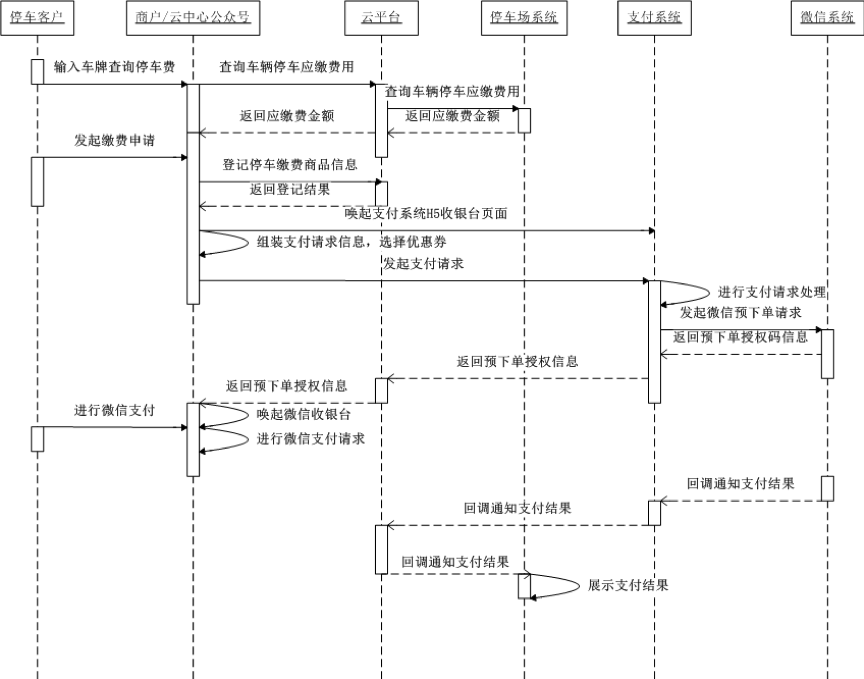 停车客户
商户/云中心公众号
云平台
停车场系统
支付系统
微信系统
输入车牌查询停车费
查询车辆停车应缴费用
查询车辆停车应缴费用
返回应缴费金额
返回应缴费金额
发起缴费申请
登记停车缴费商品信息
返回登记结果
唤起支付系统H5收银台页面
组装支付请求信息，选择优惠券
发起支付请求
进行支付请求处理
发起微信预下单请求
返回预下单授权码信息
返回预下单授权信息
返回预下单授权信息
进行微信支付
唤起微信收银台
进行微信支付请求
回调通知支付结果
回调通知支付结果
回调通知支付结果
展示支付结果